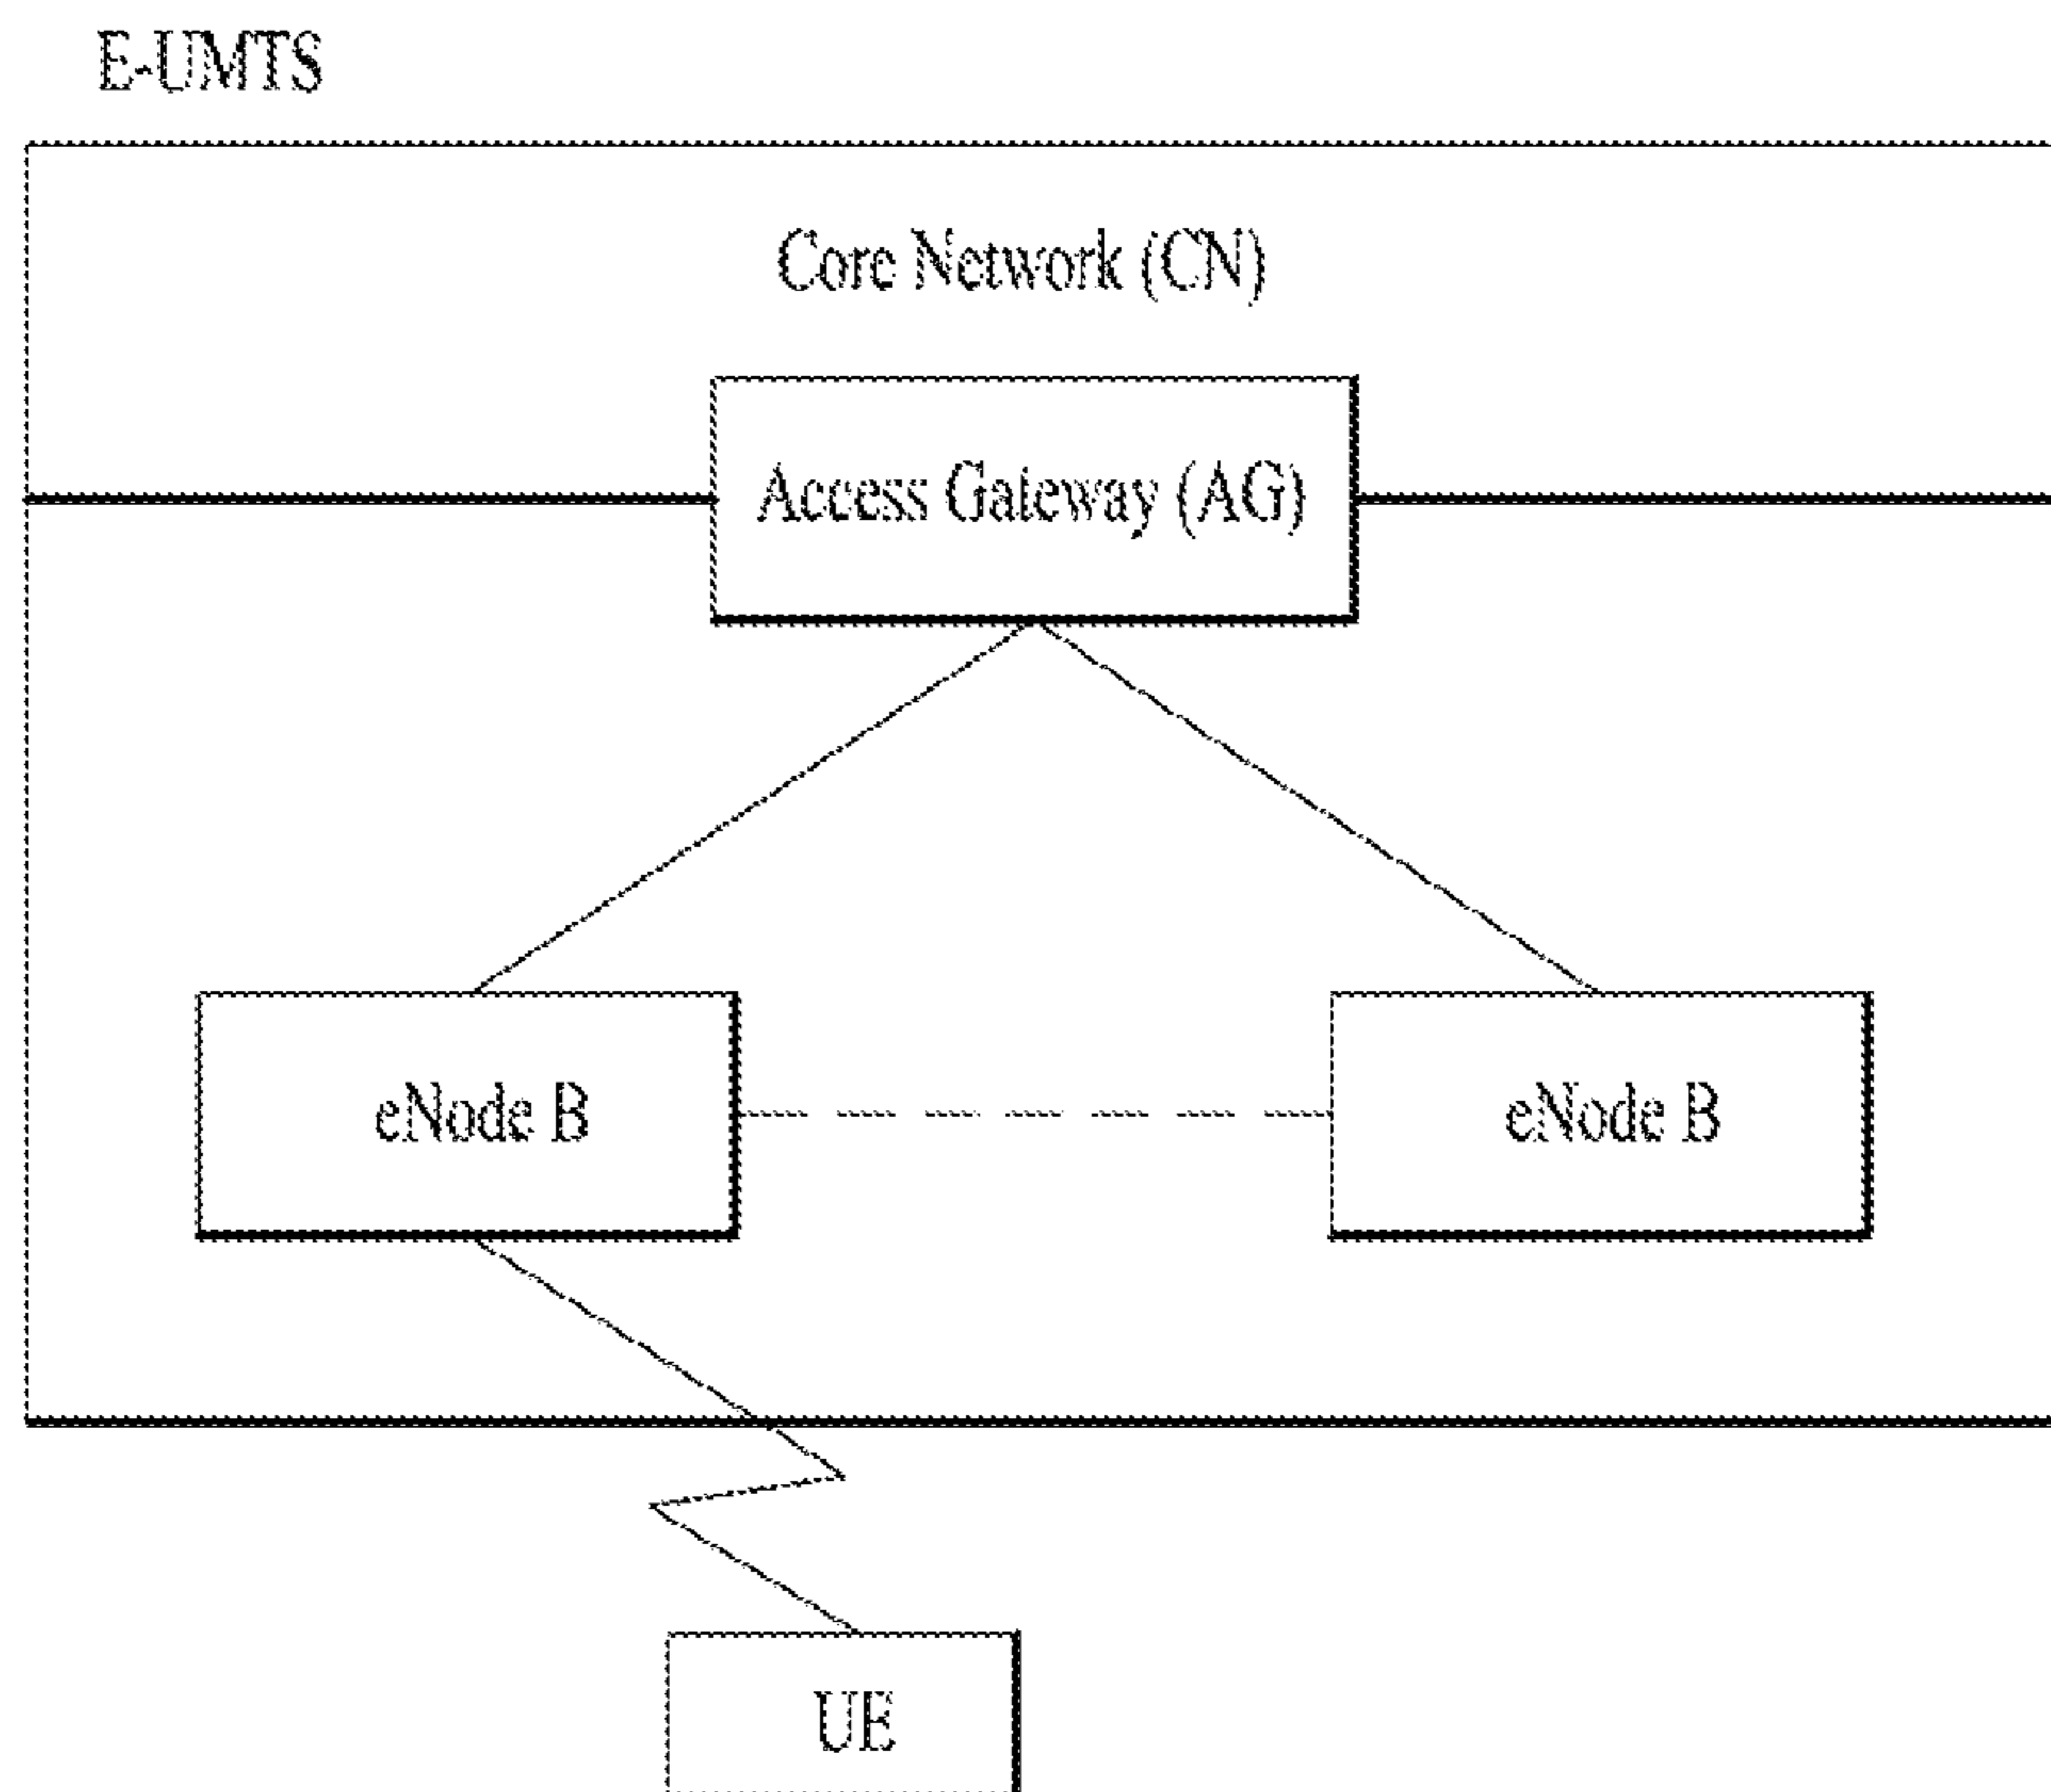 E-UMTS
Core Network (CN)
Access Gateway (AG)
eNode B
eNode B
UE